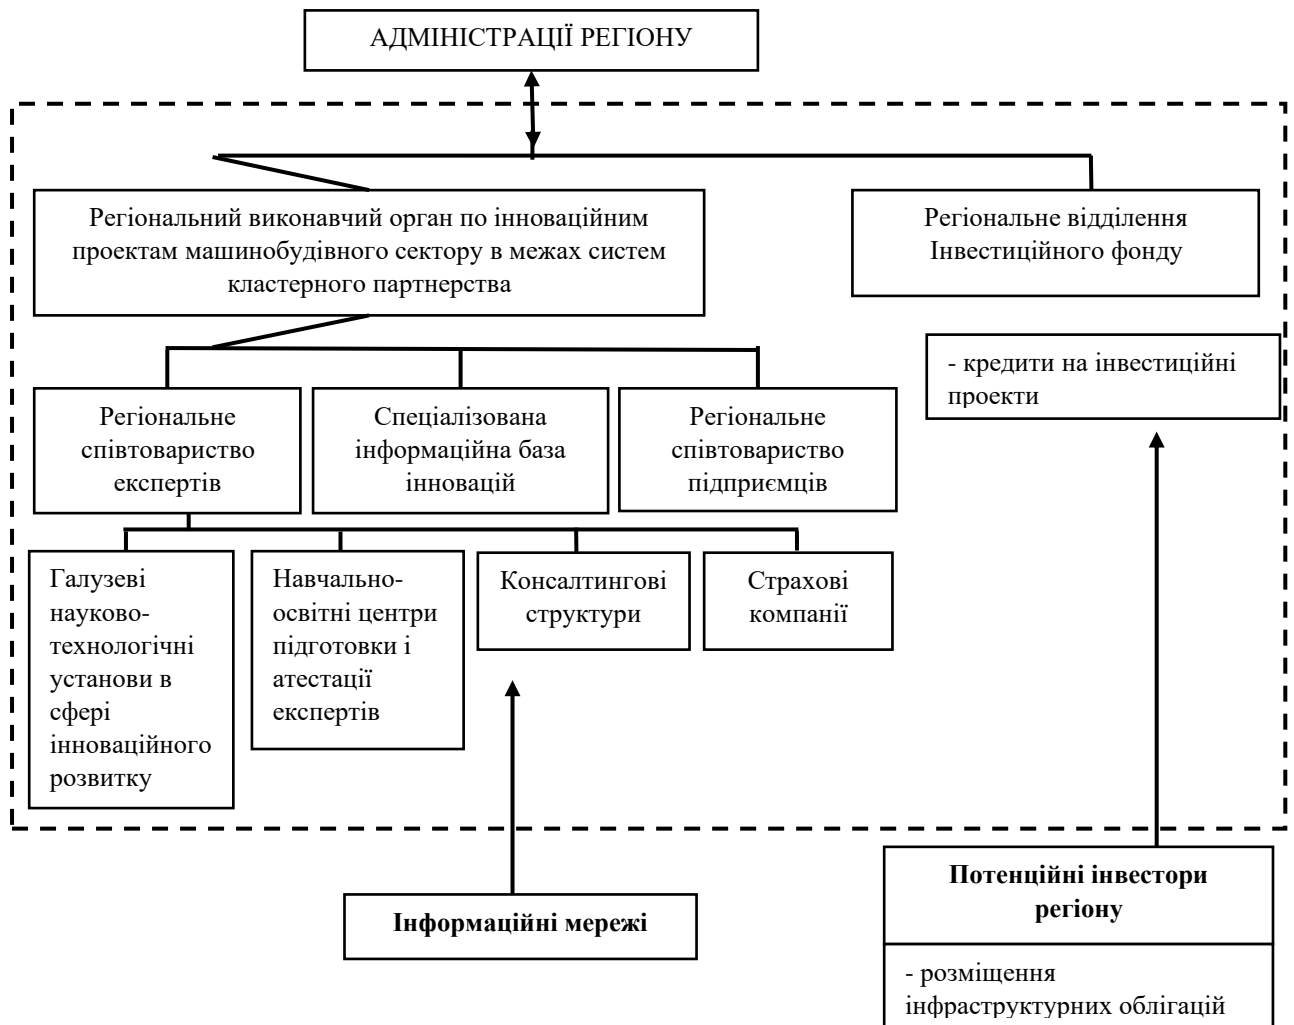 АДМІНІСТРАЦІЇ РЕГІОНУ
Регіональний виконавчий орган по інноваційним
проектам машинобудівного сектору в межах систем
кластерного партнерства
Регіональне відділення
Інвестиційного фонду
- кредити на інвестиційні
проекти
Регіональне
співтовариство
експертів
Спеціалізована
інформаційна база
інновацій
Регіональне
співтовариство
підприємців
Галузеві
науково-
технологічні
установи в
сфері
інноваційного
розвитку
Навчально-
освітні центри
підготовки і
атестації
експертів
Консалтингові
структури
Страхові
компанії
Інформаційні мережі
Потенційні інвестори
регіону
- розміщення
інфраструктурних облігацій